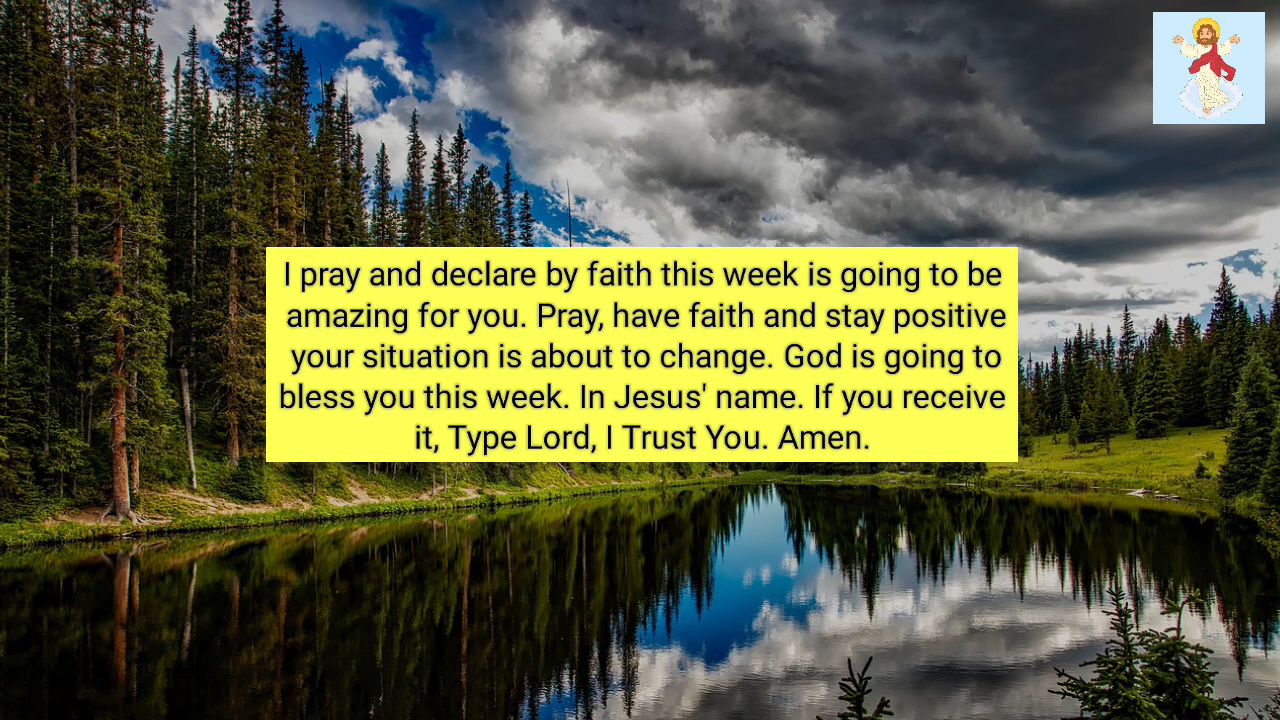 I pray and declare by faith this week is going to be
amazing for you. Pray, have faith and stay positive
your situation is about to change. God is going to
bless you this week. In Jesus' name. If you receive
it, Type Lord, I Trust You. Amen.